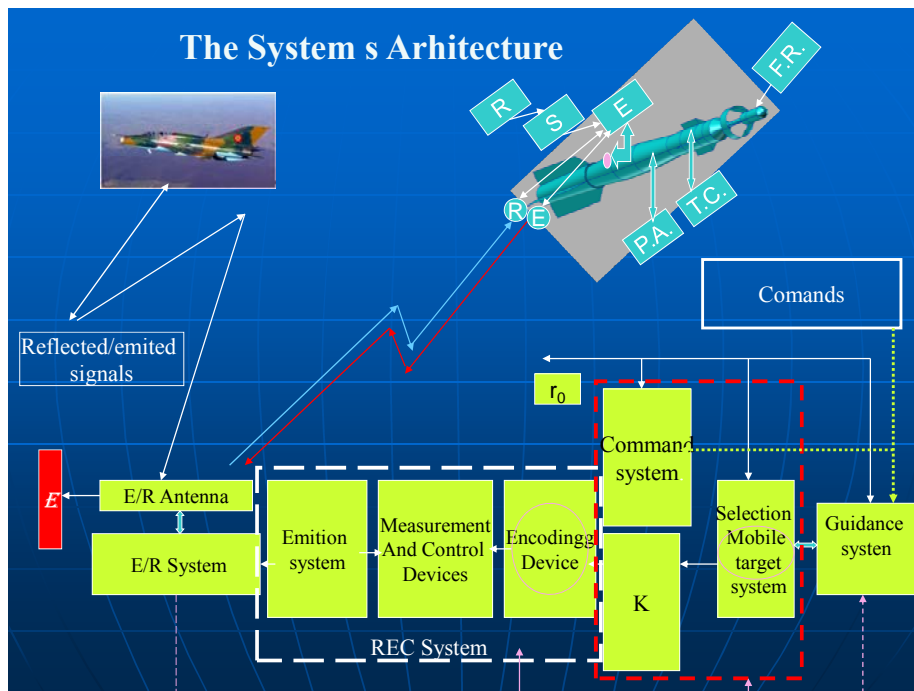 The System s Arhitecture
F.R.
R
S
E
R
E
P.A.
T.C.
Comands
Reflected/emited
signals
r₀
Command
system
E
E/R Antenna
E/R System
Emition
system
Measurement
And Control
Devices
Encodingg
Device
K
Selection
Mobile
target
system
Guidance
systen
REC System